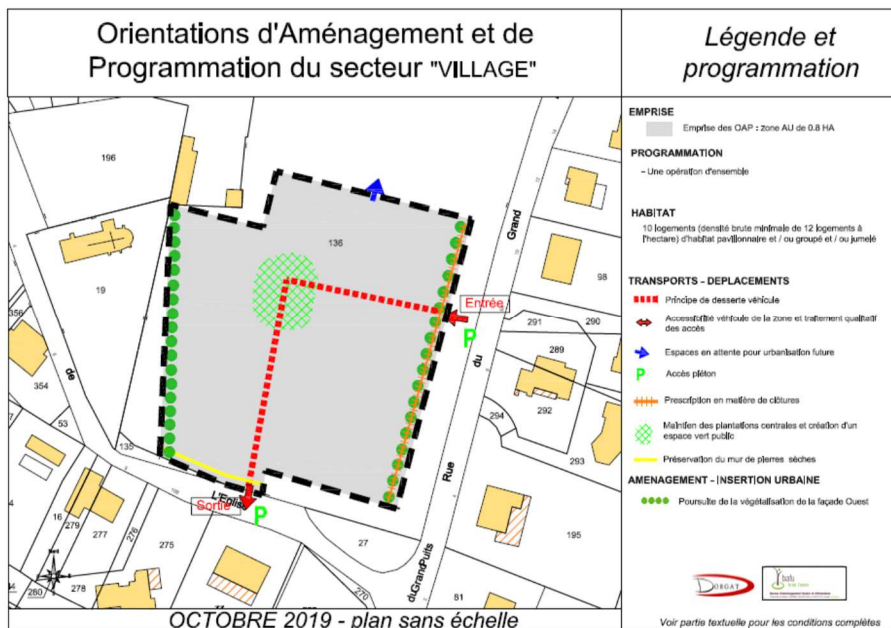 Orientations d'Aménagement et de
Programmation du secteur "VILLAGE"
196
136
19
356
354
53
135
de
L'Eglise
16
279
277
276
278
280
275
27
270
81
195
293
294
292
289
291
290
98
Grand
du
Rue
du Grand Puits
Entrée
P
Sortie
P
Nord
OCTOBRE 2019 - plan sans échelle
Légende et
programmation
EMPRISE
Emprise des OAP : zone AU de 0.8 HA
PROGRAMMATION
- Une opération d'ensemble
HABITAT
10 logements (densité brute minimale de 12 logements à
l'hectare) d'habitat pavillonnaire et / ou groupé et / ou jumelé
TRANSPORTS - DEPLACEMENTS
Principe de desserte véhicule
Accessibilité véhicule de la zone et traitement qualitatif
des accès
Espaces en attente pour urbanisation future
P
Accès piéton
Prescription en matière de clôtures
Maintien des plantations centrales et création d'un
espace vert public
Préservation du mur de pierres sèches
AMENAGEMENT - INSERTION URBAINE
Poursuite de la végétalisation de la façade Ouest
DORGAT
bafu
Voir partie textuelle pour les conditions complètes